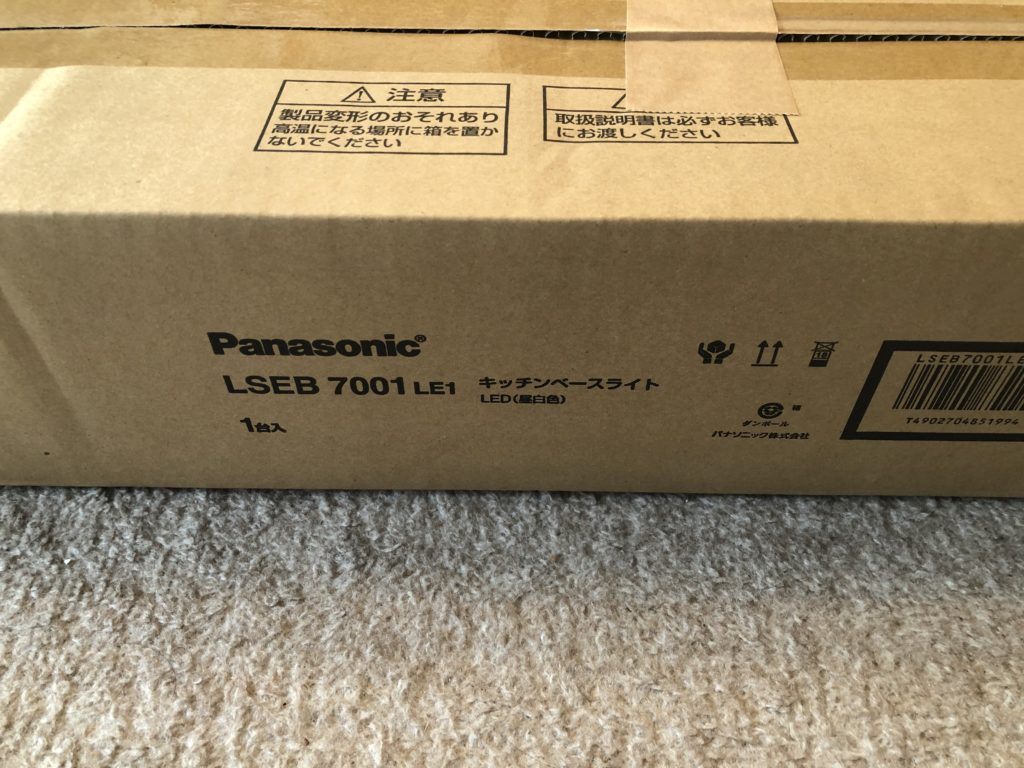 注意
製品変形のおそれあり
高温になる場所に箱を置か
ないでください
取扱説明書は必ずお客様
にお渡しください
Panasonic®
LSEB 7001 LE1 キッチンベースライト
LED(昼白色)
1台入
10
箱
ダンボール
パナソニック株式会社
LSEB7001LE
T4902704851994